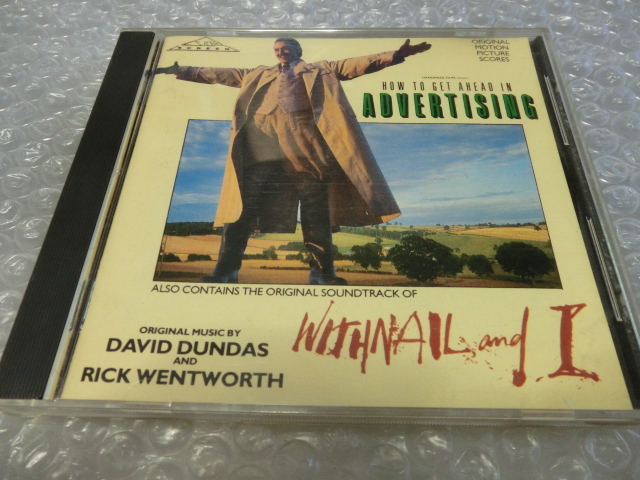 SCREEN
ORIGINAL
MOTION
PICTURE
SCORES
HOW TO GET AHEAD IN
ADVERTISING
ALSO CONTAINS THE ORIGINAL SOUNDTRACK OF
WITHNAIL and I
ORIGINAL MUSIC BY
DAVID DUNDAS
AND
RICK WENTWORTH